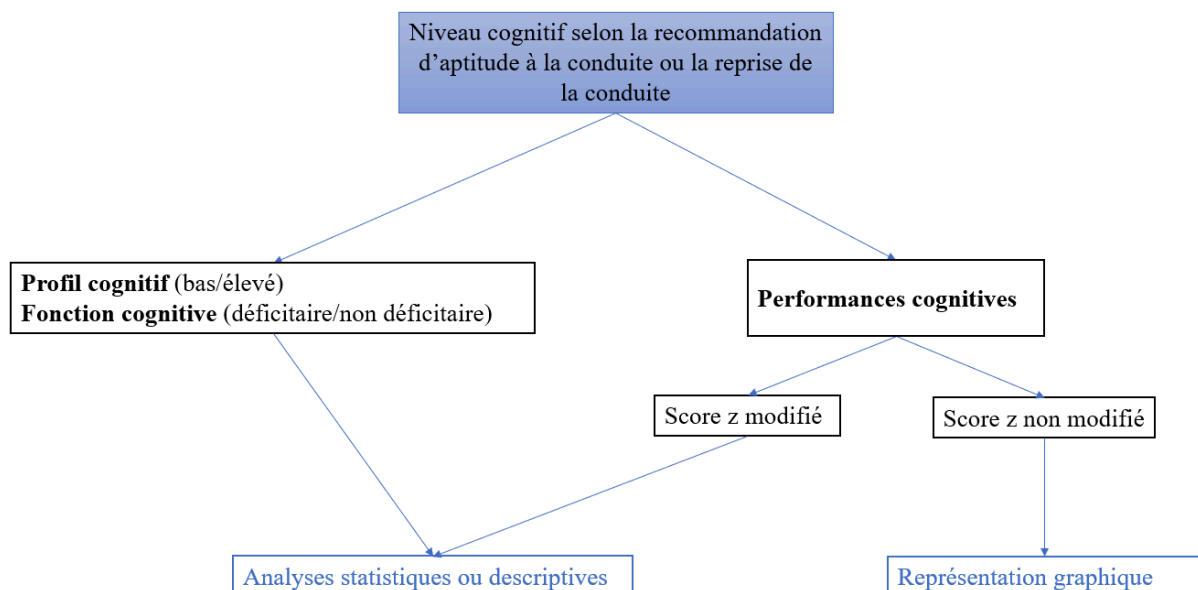 Niveau cognitif selon la recommandation
d’aptitude à la conduite ou la reprise de
la conduite
Profil cognitif (bas/élevé)
Fonction cognitive (déficitaire/non déficitaire)
Performances cognitives
Score z modifié
Score z non modifié
Analyses statistiques ou descriptives
Représentation graphique